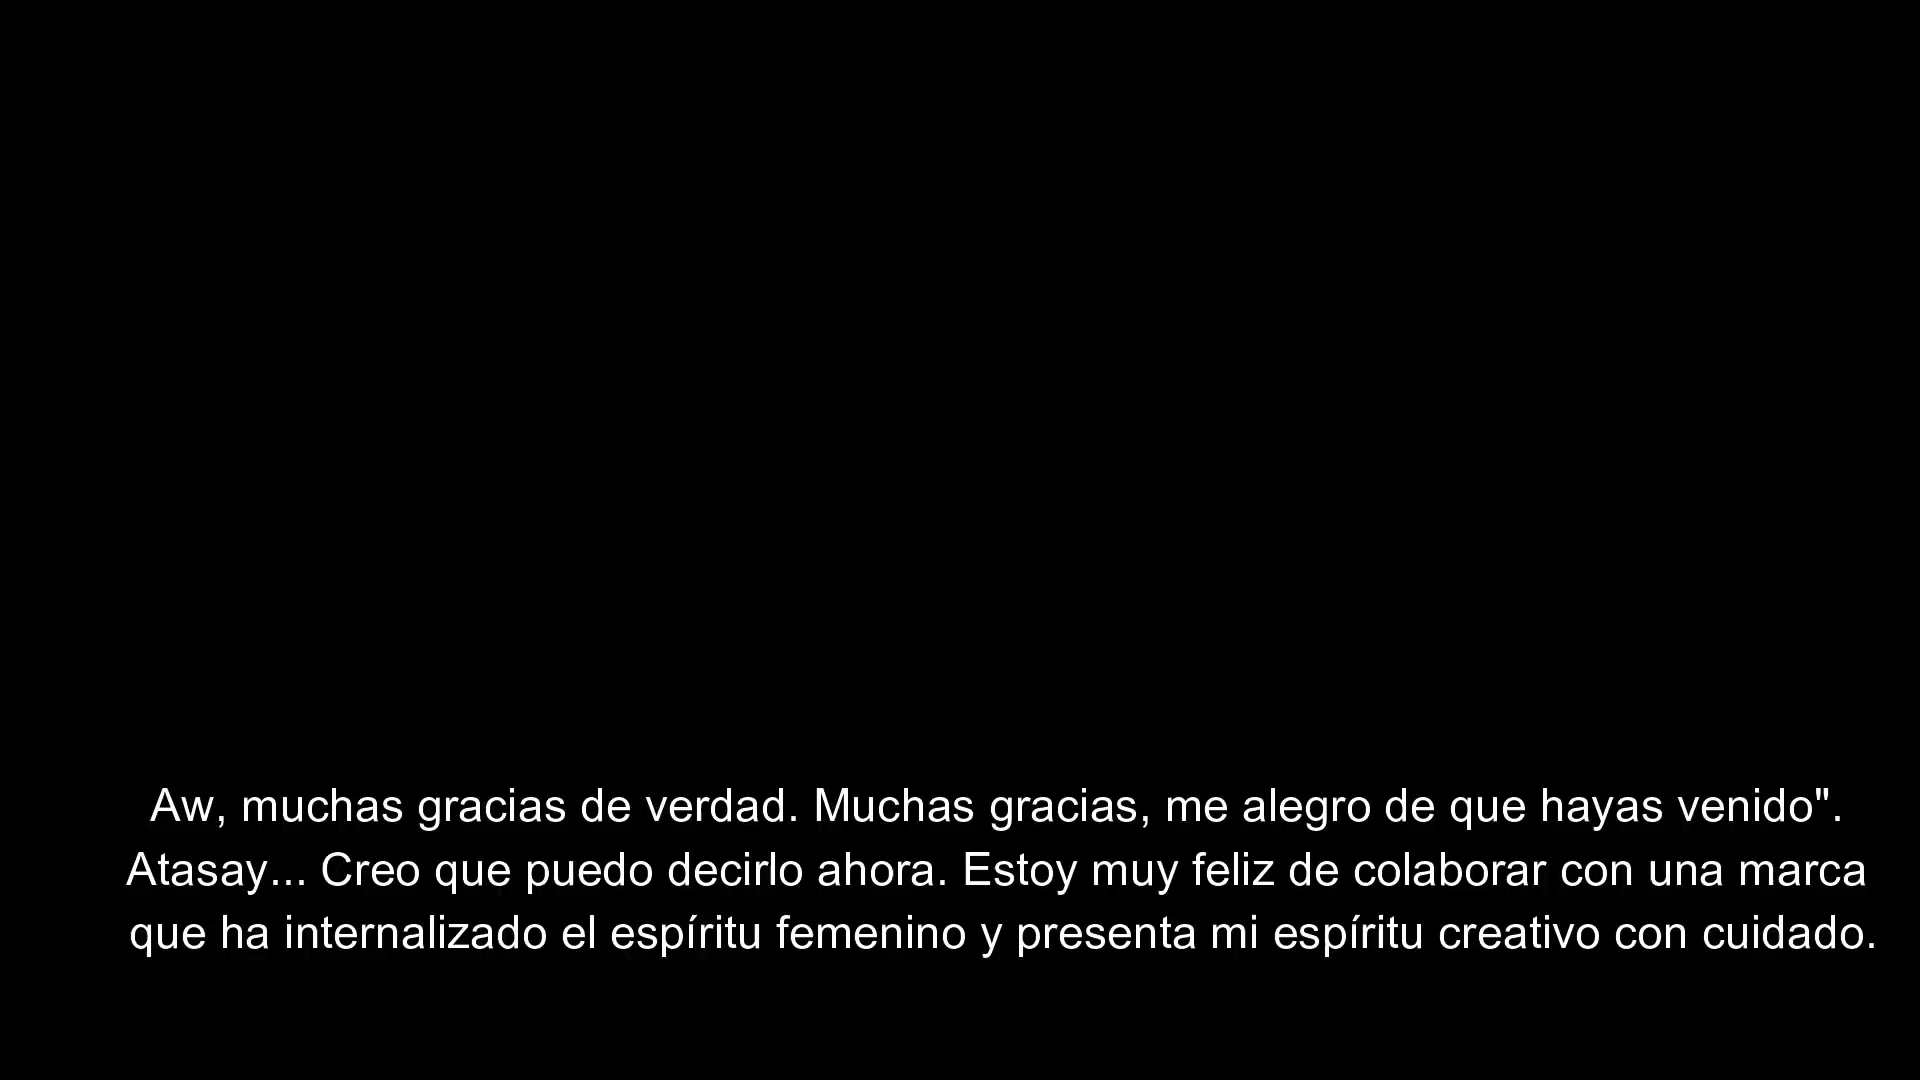 Aw, muchas gracias de verdad. Muchas gracias, me alegro de que hayas venido".
Atasay... Creo que puedo decirlo ahora. Estoy muy feliz de colaborar con una marca
que ha internalizado el espíritu femenino y presenta mi espíritu creativo con cuidado.